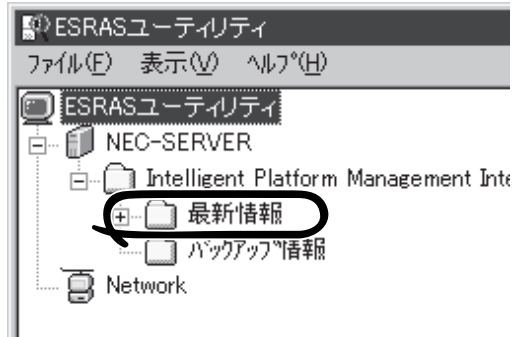 ESRASユーティリティ
ファイル(F) 表示(V) ヘルプ(H)
ESRASユーティリティ
NEC-SERVER
Intelligent Platform Management Inte
最新情報
バックアップ情報
Network